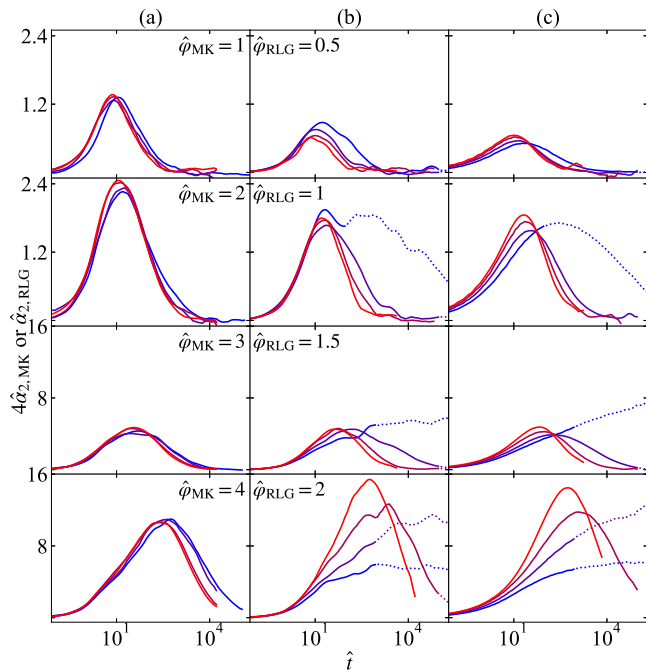 (a) (b) (c)
2.4 φ̂MK = 1 φ̂RLG = 0.5
1.2
2.4 φ̂MK = 2 φ̂RLG = 1
1.2
16 φ̂MK = 3 φ̂RLG = 1.5
8
16 φ̂MK = 4 φ̂RLG = 2
8
4α̂2,MK or α̂2,RLG
10¹ 10⁴ 10¹ 10⁴ 10¹ 10⁴
t̂